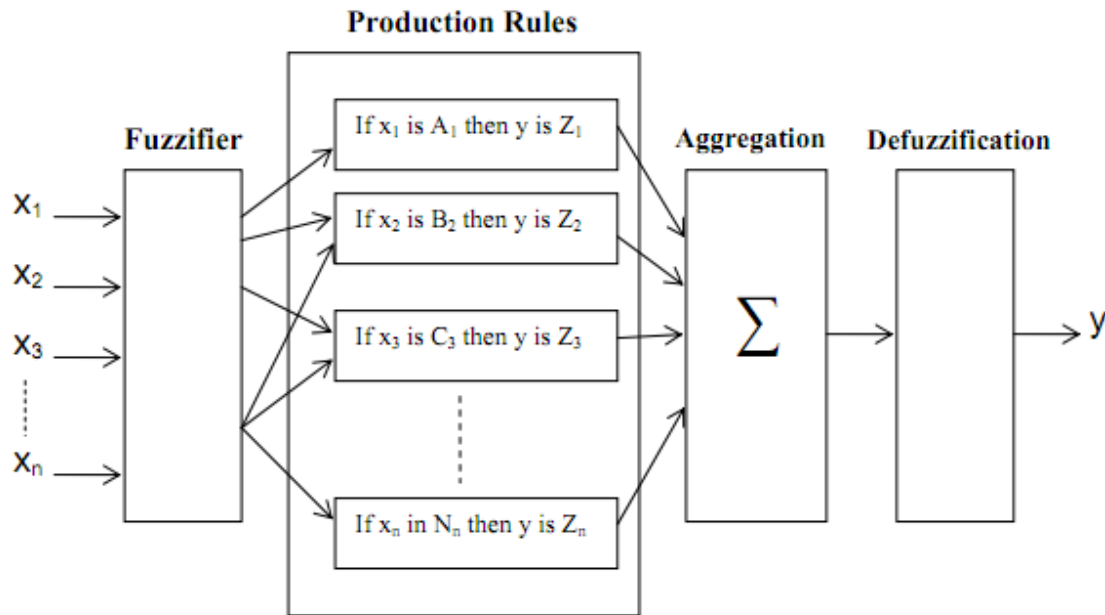 Production Rules
Fuzzifier
Aggregation
Defuzzification
x₁
x₂
x₃
xₙ
If x₁ is A₁ then y is Z₁
If x₂ is B₂ then y is Z₂
If x₃ is C₃ then y is Z₃
If xₙ in Nₙ then y is Zₙ
∑
y